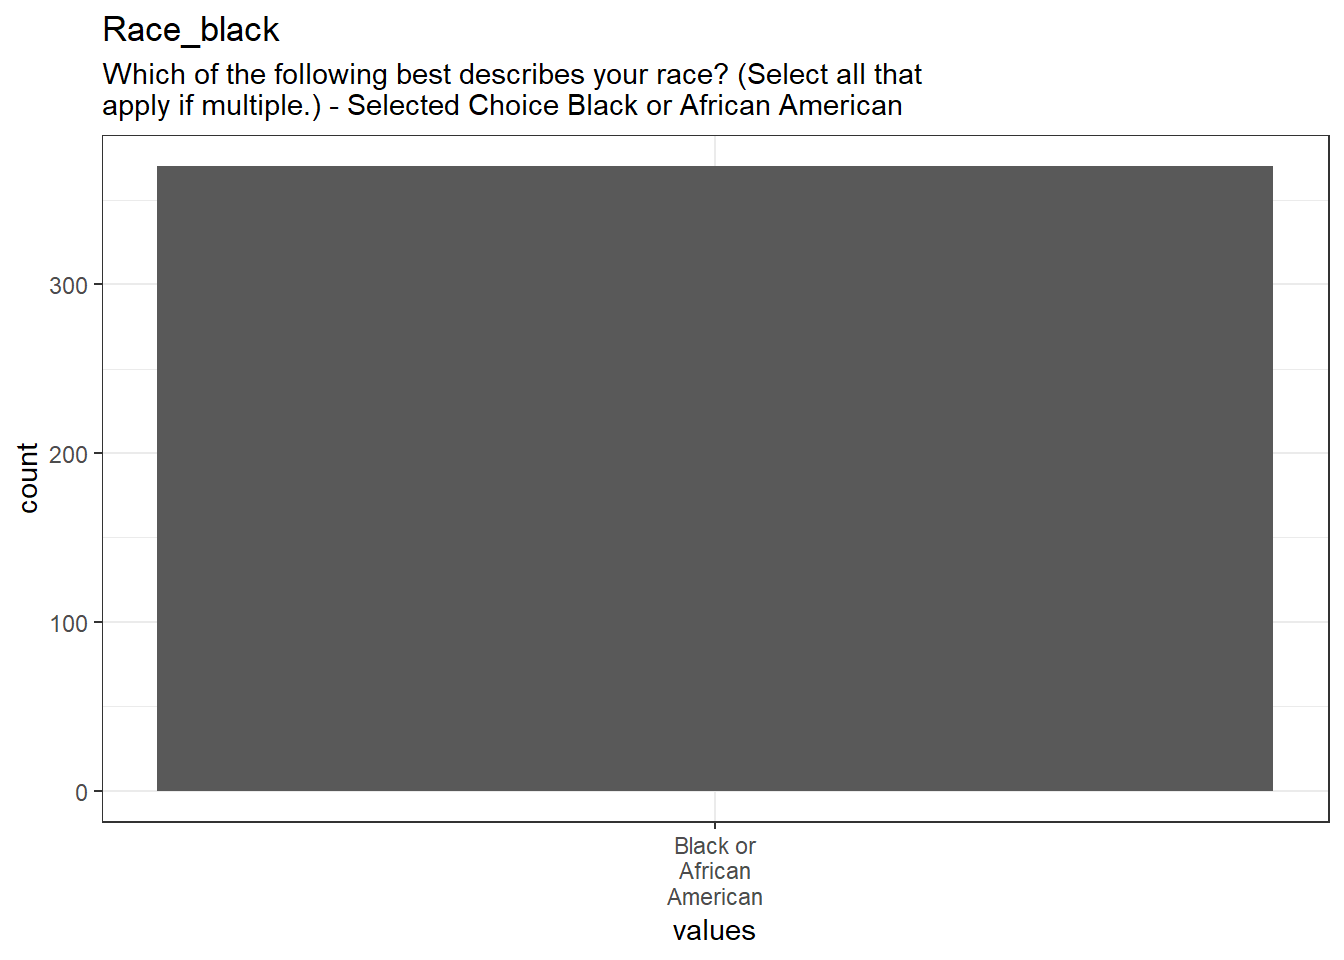 Race_black
Which of the following best describes your race? (Select all that
apply if multiple.) - Selected Choice Black or African American
300
200
100
0
count
Black or
African
American
values